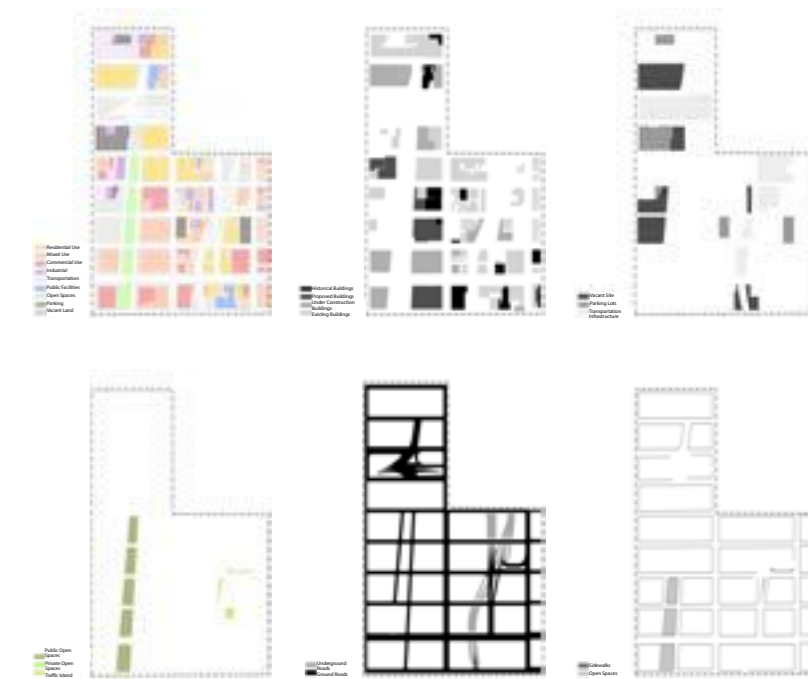 Residential Use
Mixed Use
Commercial Use
Industrial
Transportation
Public Facilities
Open Spaces
Parking
Vacant Land
Historical Buildings
Proposed Buildings
Under Construction
Buildings
Existing Buildings
Vacant Site
Parking Lots
Transportation
Infrastructure
Public Open
Spaces
Private Open
Spaces
Traffic Island
Underground
Roads
Ground Roads
Sidewalks
Open Spaces